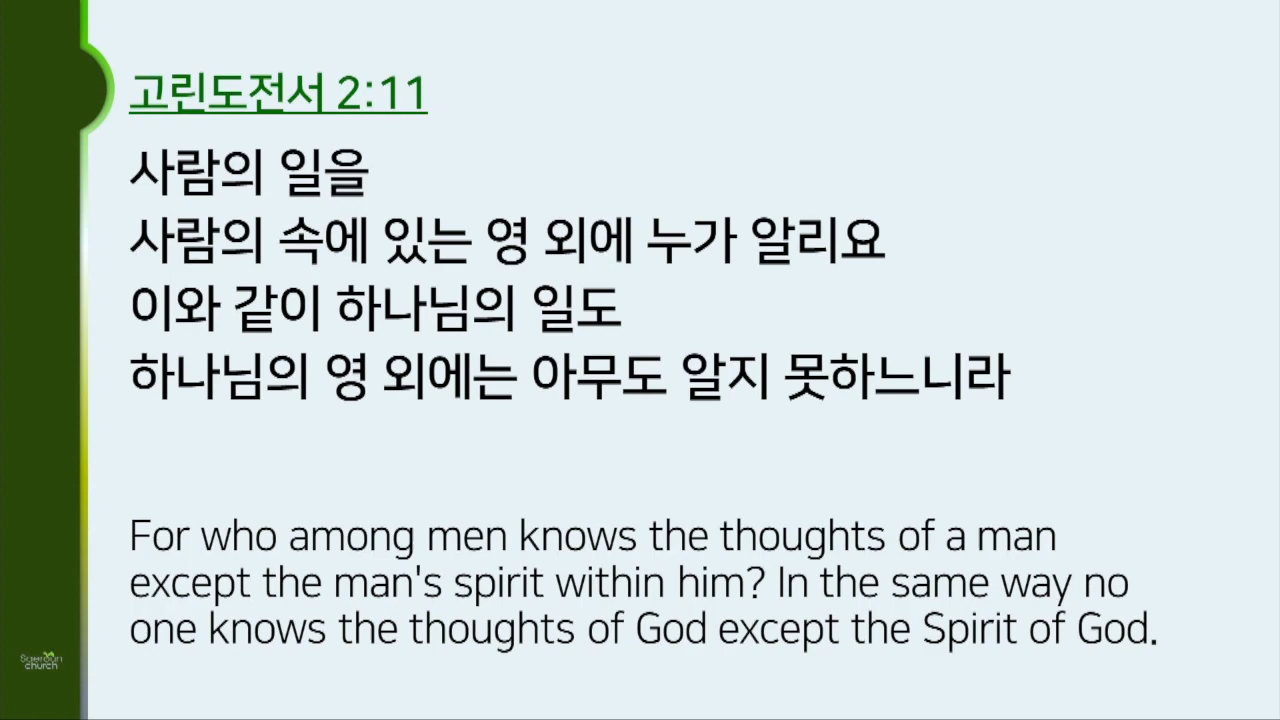 고린도전서 2:11
사람의 일을
사람의 속에 있는 영 외에 누가 알리요
이와 같이 하나님의 일도
하나님의 영 외에는 아무도 알지 못하느니라
For who among men knows the thoughts of a man
except the man's spirit within him? In the same way no
one knows the thoughts of God except the Spirit of God.
Saeroun
church